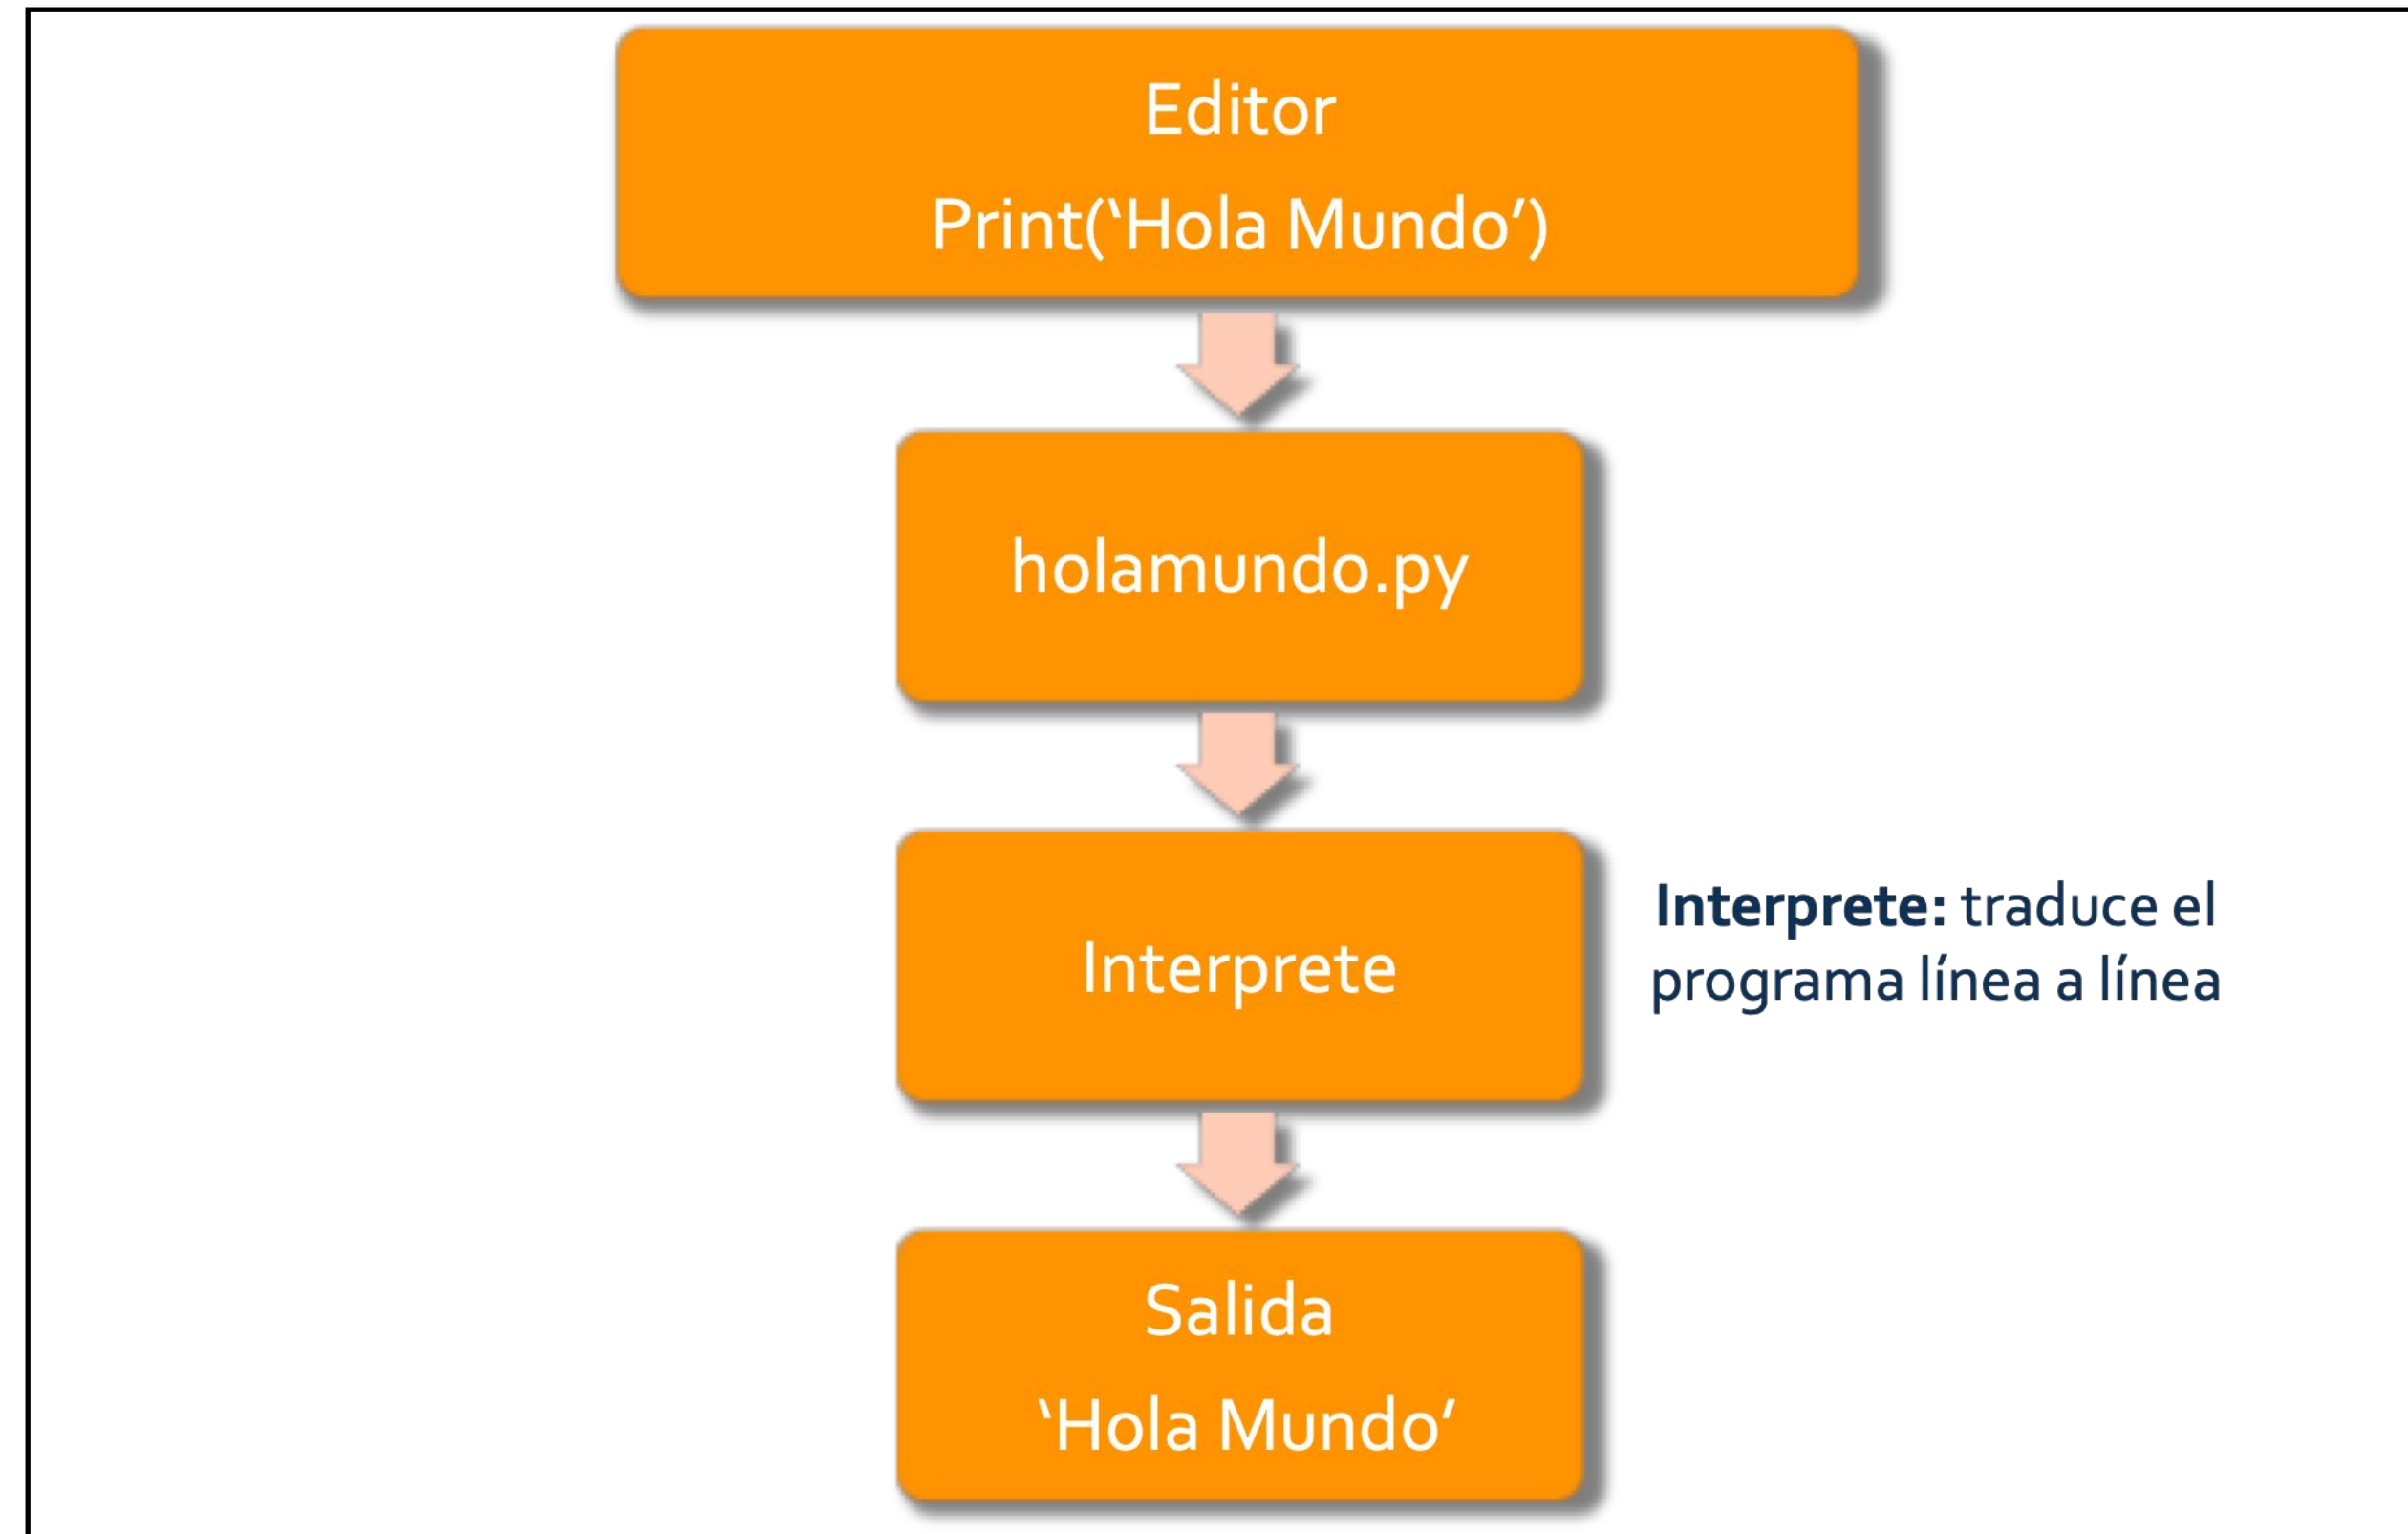 Editor
Print(‘Hola Mundo’)
holamundo.py
Interprete
Interprete: traduce el
programa línea a línea
Salida
‘Hola Mundo’